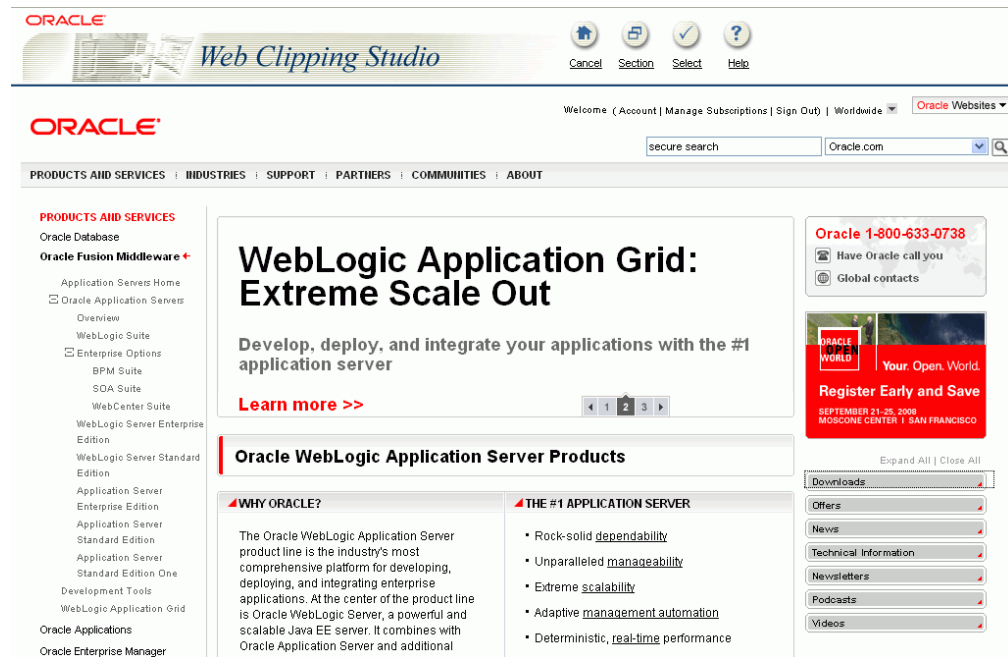 ORACLE
Web Clipping Studio
Cancel
Section
Select
Help
Welcome ( Account | Manage Subscriptions | Sign Out) | Worldwide
Oracle Websites
ORACLE
secure search
Oracle.com
PRODUCTS AND SERVICES
INDUSTRIES
SUPPORT
PARTNERS
COMMUNITIES
ABOUT
PRODUCTS AND SERVICES
Oracle Database
Oracle Fusion Middleware
Application Servers Home
Oracle Application Servers
Overview
WebLogic Suite
Enterprise Options
BPM Suite
SOA Suite
WebCenter Suite
WebLogic Server Enterprise
Edition
WebLogic Server Standard
Edition
Application Server
Enterprise Edition
Application Server
Standard Edition
Application Server
Standard Edition One
Development Tools
WebLogic Application Grid
Oracle Applications
Oracle Enterprise Manager
WebLogic Application Grid:
Extreme Scale Out
Develop, deploy, and integrate your applications with the #1
application server
Learn more >>
1 2 3
Oracle WebLogic Application Server Products
WHY ORACLE?
The Oracle WebLogic Application Server
product line is the industry's most
comprehensive platform for developing,
deploying, and integrating enterprise
applications. At the center of the product line
is Oracle WebLogic Server, a powerful and
scalable Java EE server. It combines with
Oracle Application Server and additional
THE #1 APPLICATION SERVER
• Rock-solid dependability
• Unparalleled manageability
• Extreme scalability
• Adaptive management automation
• Deterministic, real-time performance
Oracle 1-800-633-0738
Have Oracle call you
Global contacts
ORACLE
OPEN
WORLD
Your. Open. World.
Register Early and Save
SEPTEMBER 21–25, 2008
MOSCONE CENTER | SAN FRANCISCO
Expand All | Close All
Downloads
Offers
News
Technical Information
Newsletters
Podcasts
Videos